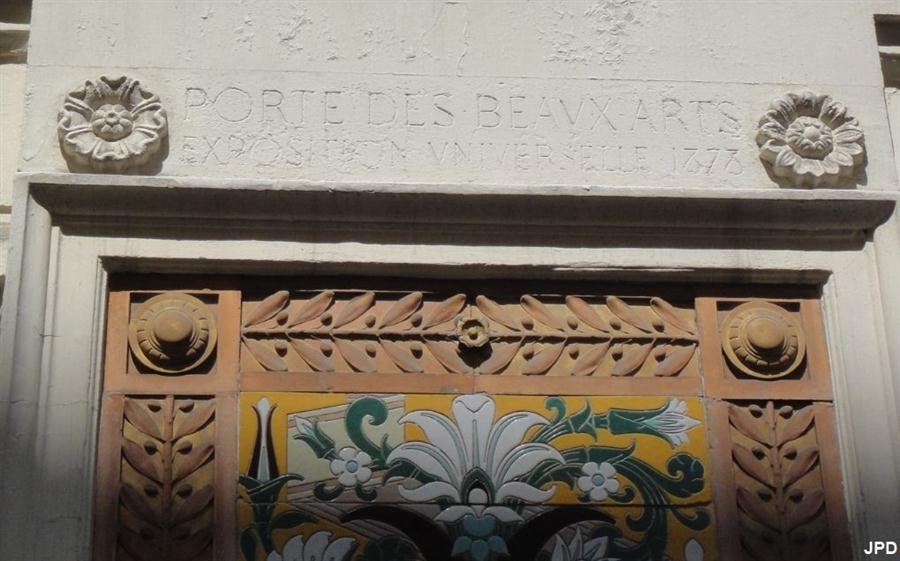 PORTE DES BEAVX·ARTS
EXPOSITION VNIVERSELLE 1878
JPD